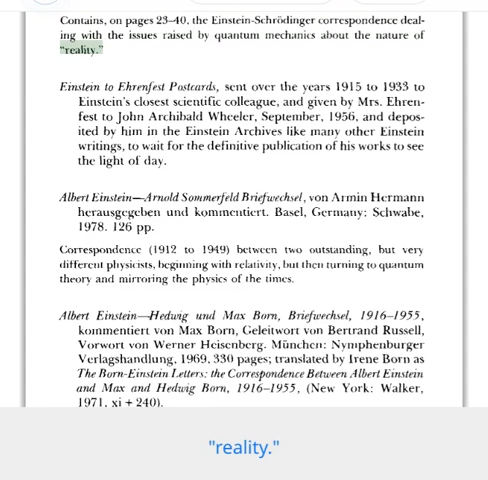 Contains, on pages 23–40, the Einstein-Schrödinger correspondence deal-
ing with the issues raised by quantum mechanics about the nature of
“reality.”
Einstein to Ehrenfest Postcards, sent over the years 1915 to 1933 to
Einstein’s closest scientific colleague, and given by Mrs. Ehren-
fest to John Archibald Wheeler, September, 1956, and depos-
ited by him in the Einstein Archives like many other Einstein
writings, to wait for the definitive publication of his works to see
the light of day.
Albert Einstein—Arnold Sommerfeld Briefwechsel, von Armin Hermann
herausgegeben und kommentiert. Basel, Germany: Schwabe,
1978. 126 pp.
Correspondence (1912 to 1949) between two outstanding, but very
different physicists, beginning with relativity, but then turning to quantum
theory and mirroring the physics of the times.
Albert Einstein—Hedwig und Max Born, Briefwechsel, 1916–1955,
kommentiert von Max Born, Geleitwort von Bertrand Russell,
Vorwort von Werner Heisenberg. München: Nymphenburger
Verlagshandlung, 1969, 330 pages; translated by Irene Born as
The Born-Einstein Letters: the Correspondence Between Albert Einstein
and Max and Hedwig Born, 1916–1955, (New York: Walker,
1971, xi + 240).
"reality."